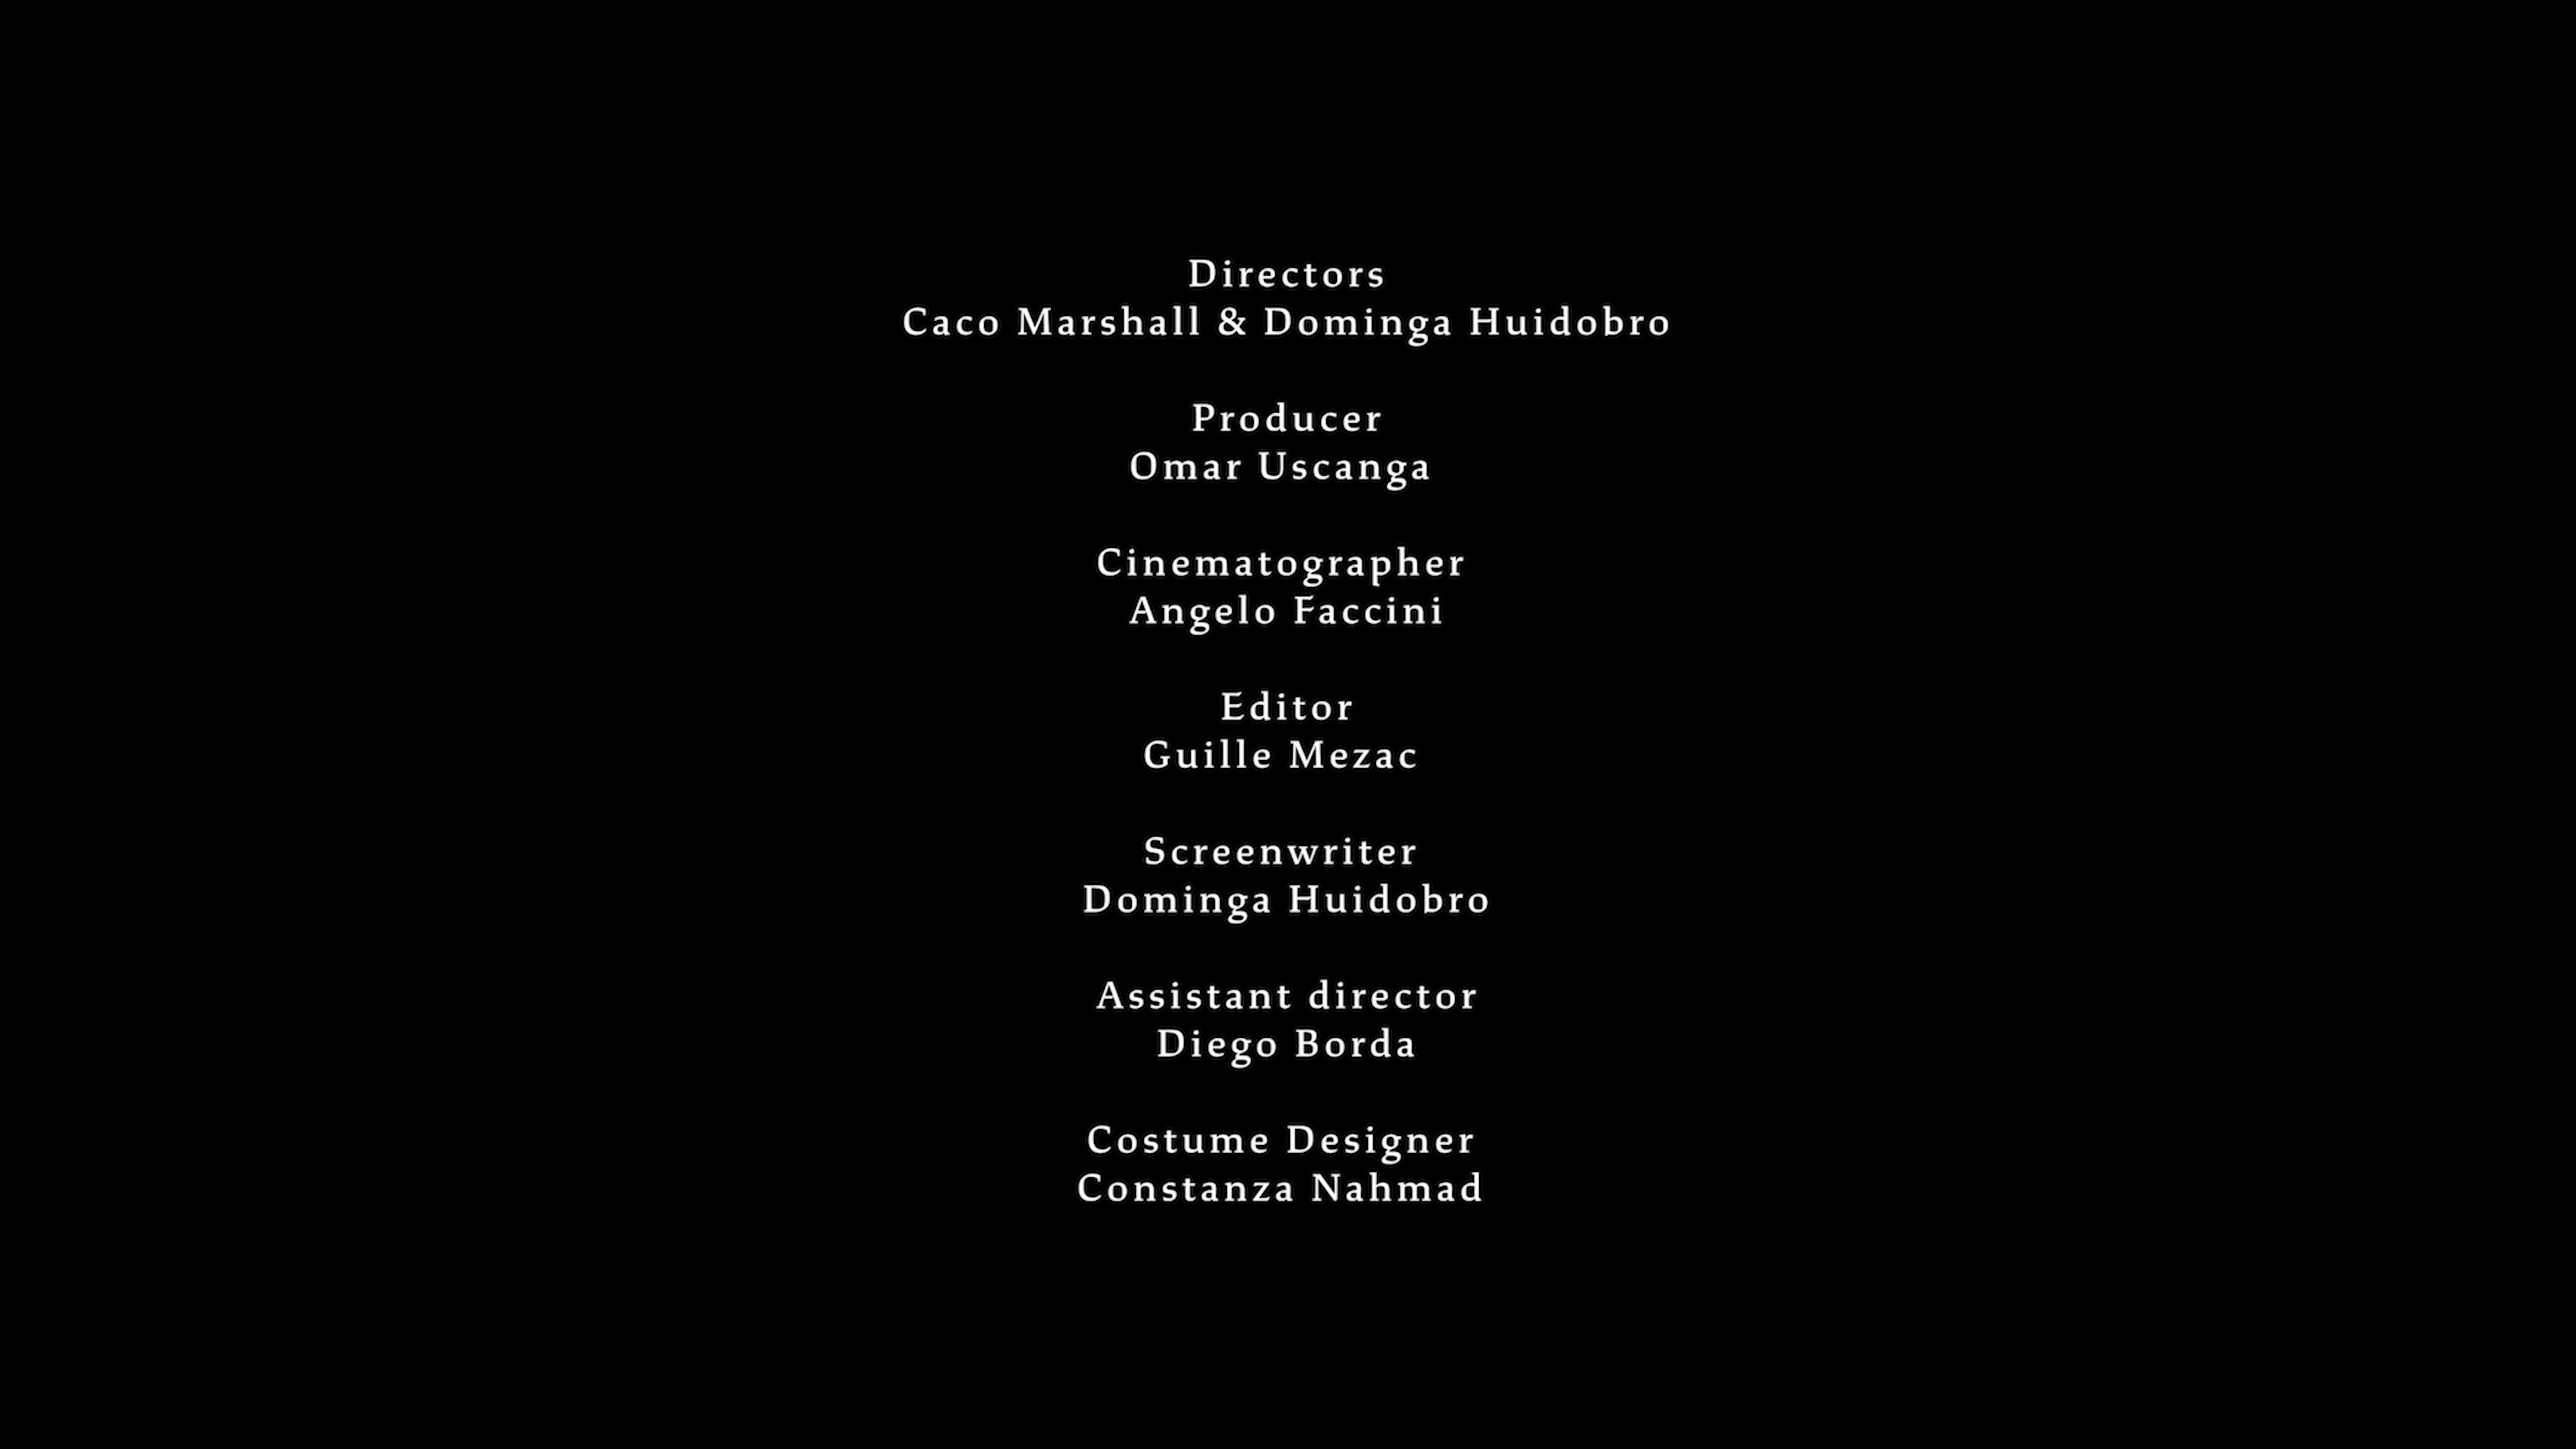 Directors
Caco Marshall & Dominga Huidobro
Producer
Omar Uscanga
Cinematographer
Angelo Faccini
Editor
Guille Mezac
Screenwriter
Dominga Huidobro
Assistant director
Diego Borda
Costume Designer
Constanza Nahmad